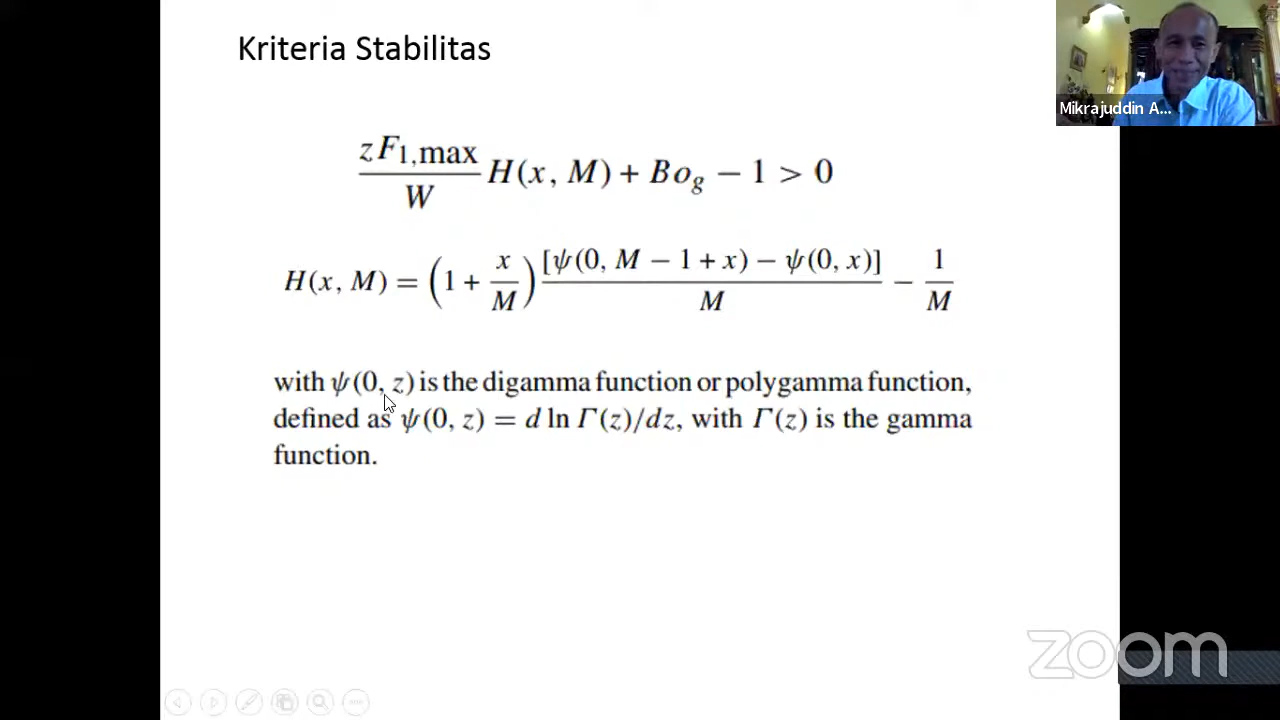 Kriteria Stabilitas
Mikrajuddin A...
zF₁,max/W H(x, M) + Bo_g − 1 > 0
H(x, M) = (1 + x/M) [ψ(0, M − 1 + x) − ψ(0, x)]/M − 1/M
with ψ(0, z) is the digamma function or polygamma function,
defined as ψ(0, z) = d ln Γ(z)/dz, with Γ(z) is the gamma
function.
zoom